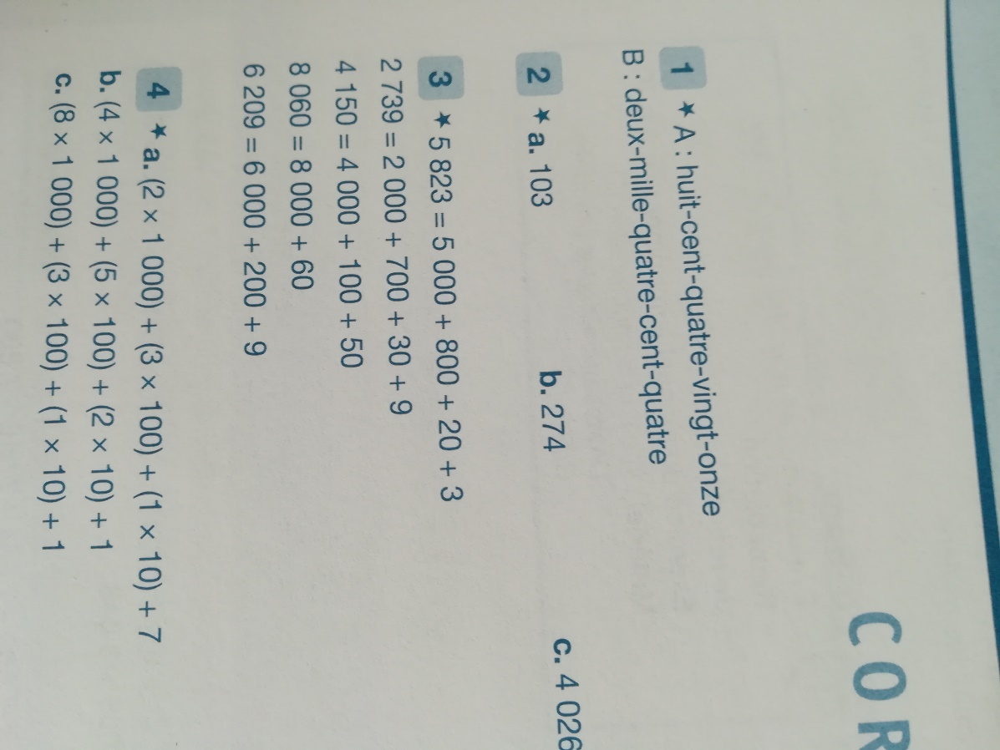 COR
1 ★ A : huit-cent-quatre-vingt-onze
B : deux-mille-quatre-cent-quatre
2 ★ a. 103 b. 274 c. 4 026
3 ★ 5 823 = 5 000 + 800 + 20 + 3
2 739 = 2 000 + 700 + 30 + 9
4 150 = 4 000 + 100 + 50
8 060 = 8 000 + 60
6 209 = 6 000 + 200 + 9
4 ★ a. (2 × 1 000) + (3 × 100) + (1 × 10) + 7
b. (4 × 1 000) + (5 × 100) + (2 × 10) + 1
c. (8 × 1 000) + (3 × 100) + (1 × 10) + 1